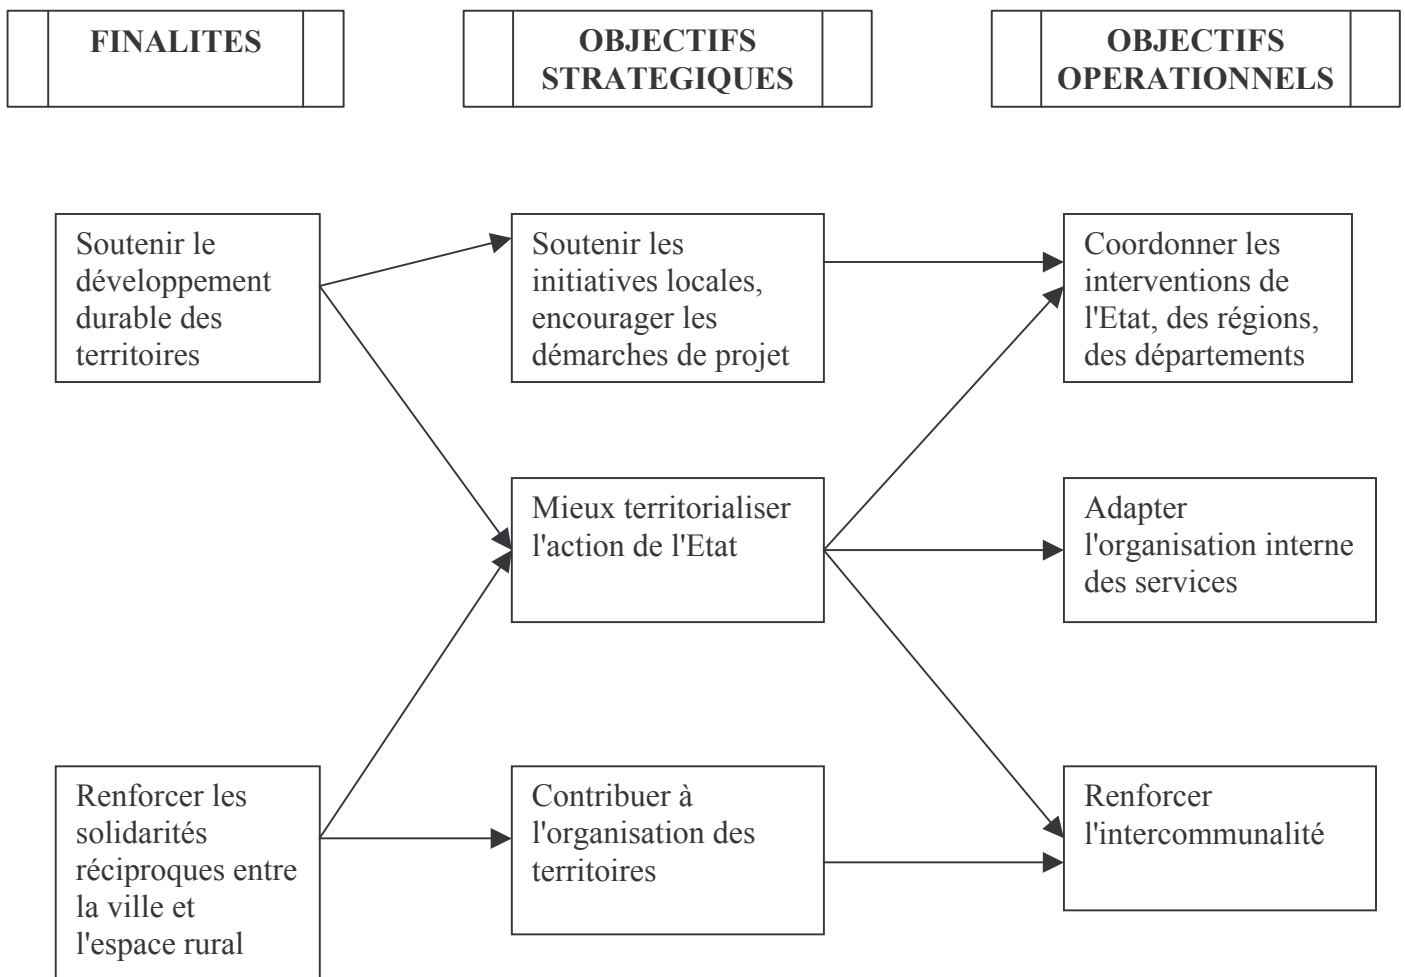 FINALITES
OBJECTIFS
STRATEGIQUES
OBJECTIFS
OPERATIONNELS
Soutenir le
développement
durable des
territoires
Soutenir les
initiatives locales,
encourager les
démarches de projet
Coordonner les
interventions de
l'Etat, des régions,
des départements
Mieux territorialiser
l'action de l'Etat
Adapter
l'organisation interne
des services
Renforcer les
solidarités
réciproques entre
la ville et
l'espace rural
Contribuer à
l'organisation des
territoires
Renforcer
l'intercommunalité